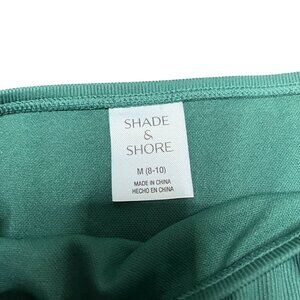 SHADE
&
SHORE
M (8-10)
MADE IN CHINA
HECHO EN CHINA